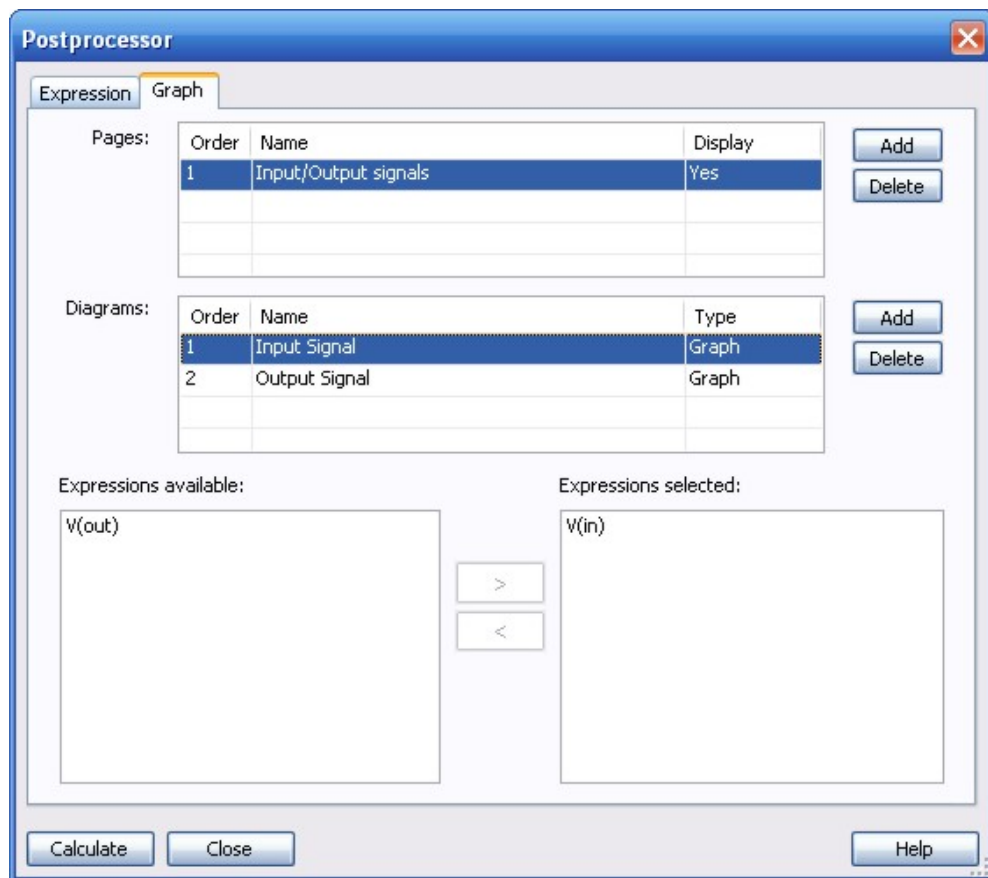 Postprocessor
Expression Graph
Pages:
Order Name Display
1 Input/Output signals Yes
Add
Delete
Diagrams:
Order Name Type
1 Input Signal Graph
2 Output Signal Graph
Add
Delete
Expressions available:
V(out)
>
<
Expressions selected:
V(in)
Calculate Close Help